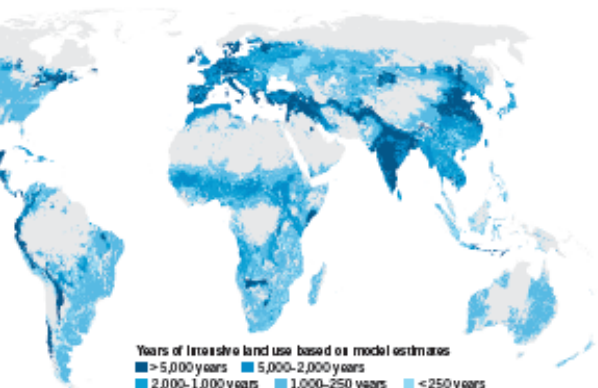 Years of intensive land use based on model estimates
>5,000 years 5,000-2,000 years
2,000-1,000 years 1,000-250 years <250 years